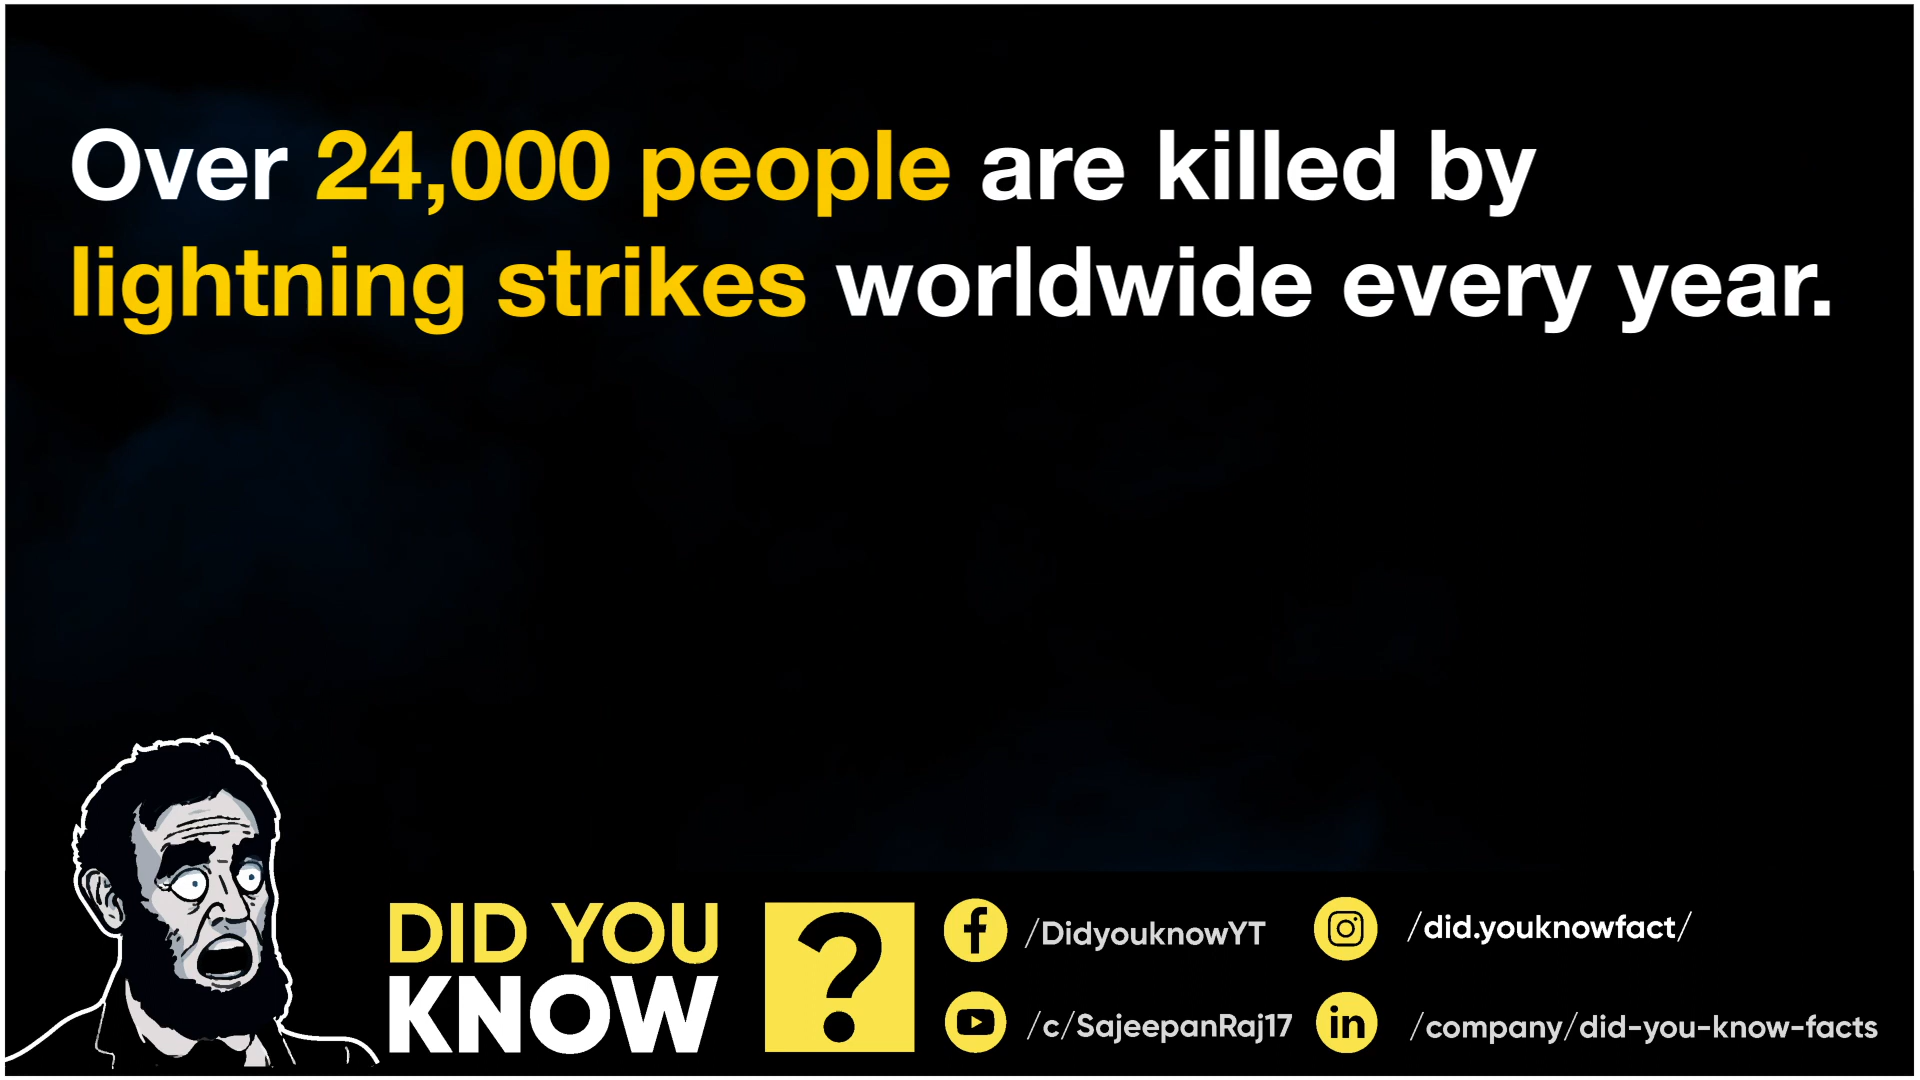 Over 24,000 people are killed by
lightning strikes worldwide every year.
DID YOU
KNOW
?
/DidyouknowYT
/did.youknowfact/
/c/SajeepanRaj17
in
/company/did-you-know-facts